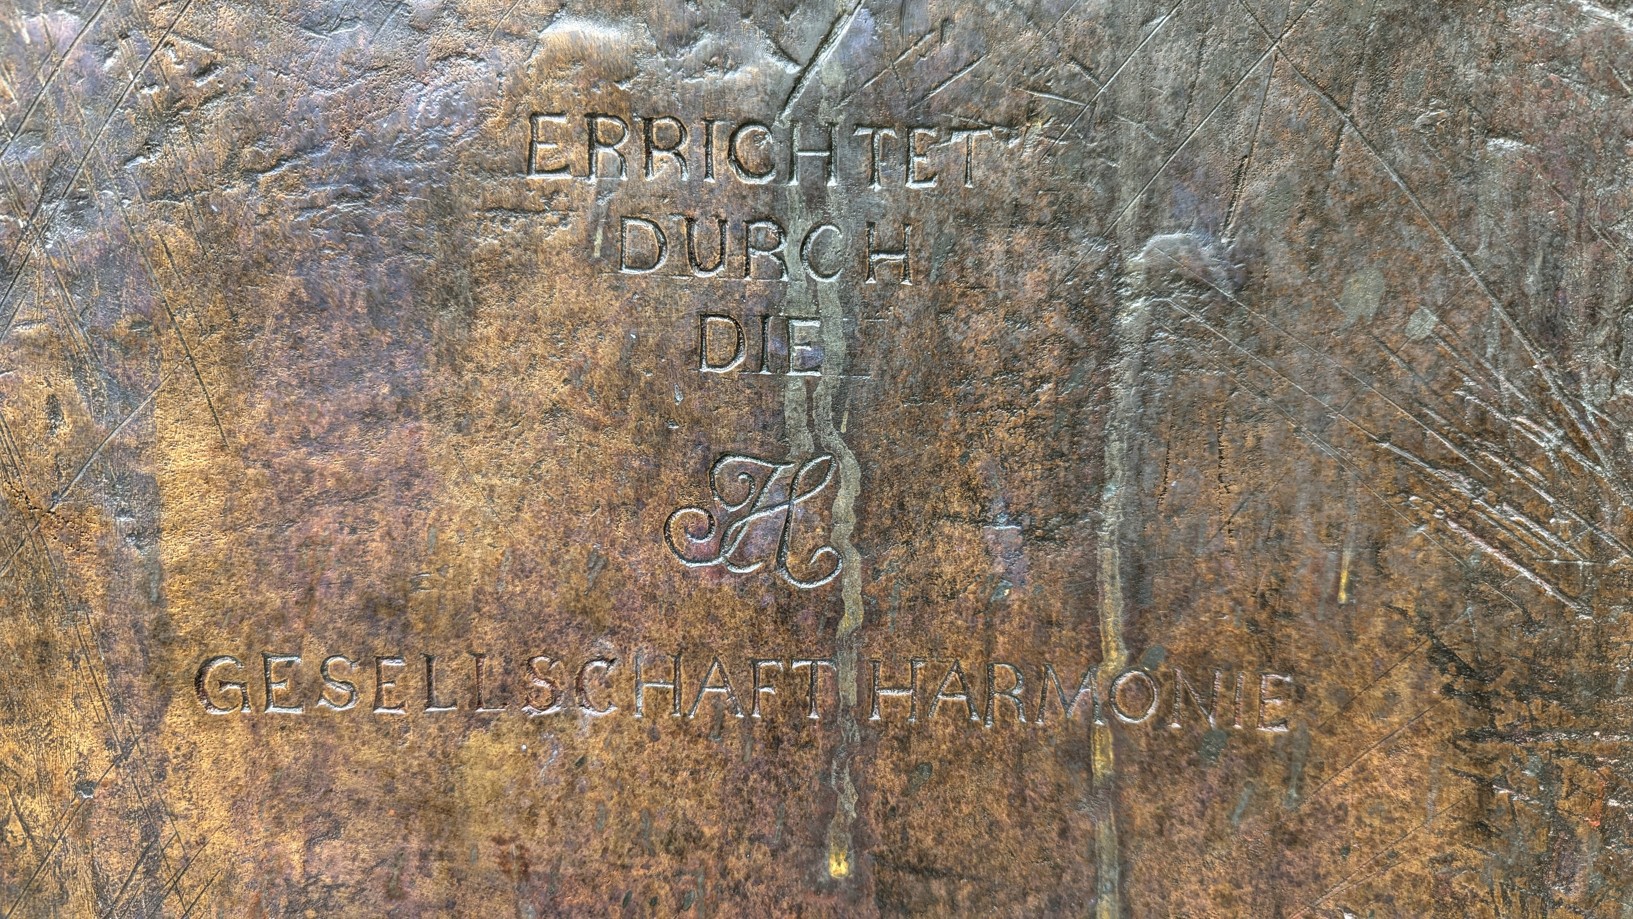 ERRICHTET
DURCH
DIE
H
GESELLSCHAFT HARMONIE